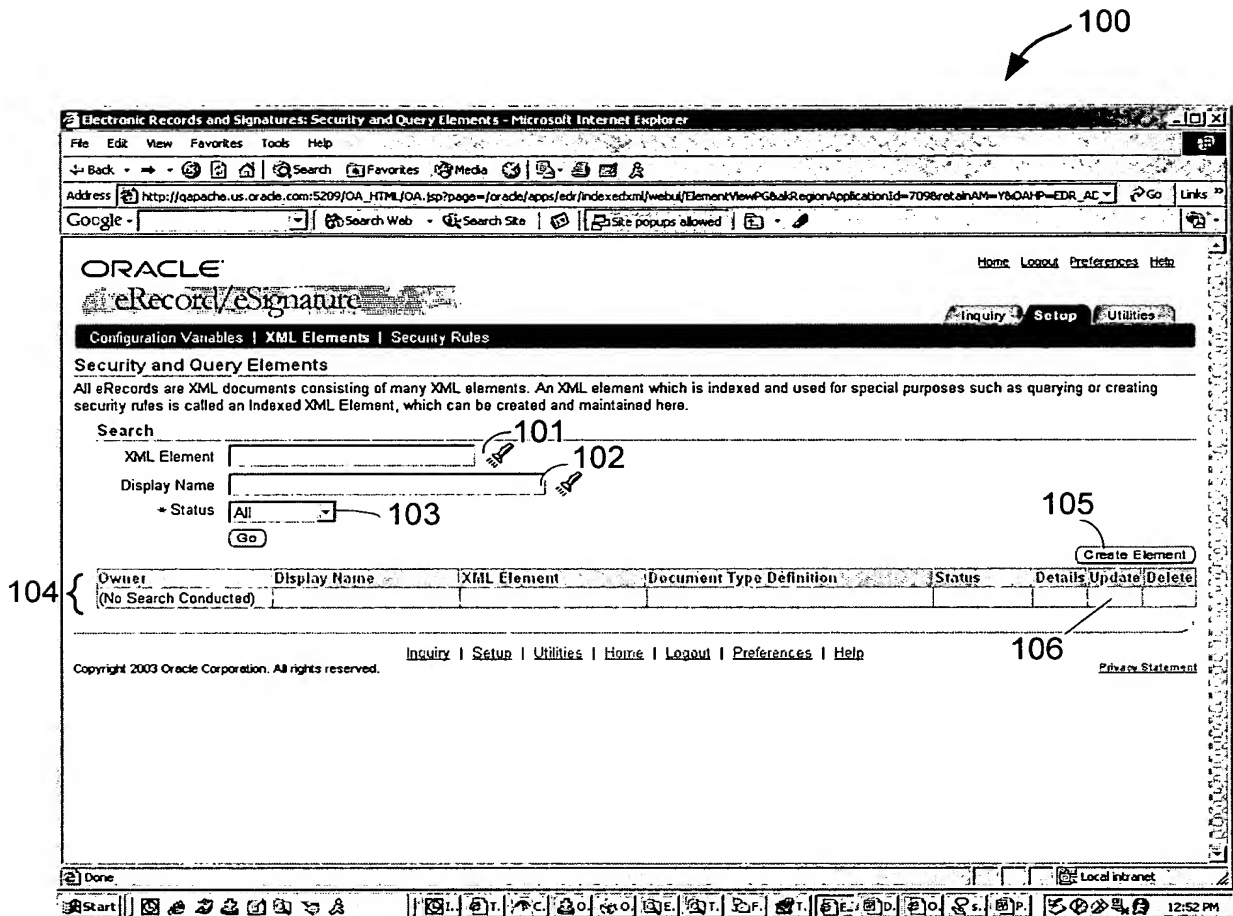 100
Electronic Records and Signatures: Security and Query Elements - Microsoft Internet Explorer
File Edit View Favorites Tools Help
Back Search Favorites Media
Address http://qapache.us.oracle.com:5209/OA_HTML/OA.jsp?page=/oracle/apps/edr/indexedxml/webui/ElementViewPG&akRegionApplicationId=709&retainAM=Y&OAHP=EDR_AD Go Links »
Google Search Web Search Site Site popups allowed
ORACLE
Home Logout Preferences Help
eRecord/eSignature
Inquiry Setup Utilities
Configuration Variables | XML Elements | Security Rules
Security and Query Elements
All eRecords are XML documents consisting of many XML elements. An XML element which is indexed and used for special purposes such as querying or creating
security rules is called an Indexed XML Element, which can be created and maintained here.
Search
101
XML Element
102
Display Name
* Status All
103
Go
105
Create Element
104
Owner Display Name XML Element Document Type Definition Status Details Update Delete
(No Search Conducted)
106
Inquiry | Setup | Utilities | Home | Logout | Preferences | Help
Copyright 2003 Oracle Corporation. All rights reserved.
Privacy Statement
Done
Local intranet
Start I.. T. C. O. O. E. T. F. T. E.. D. O. S.. P. 12:52 PM